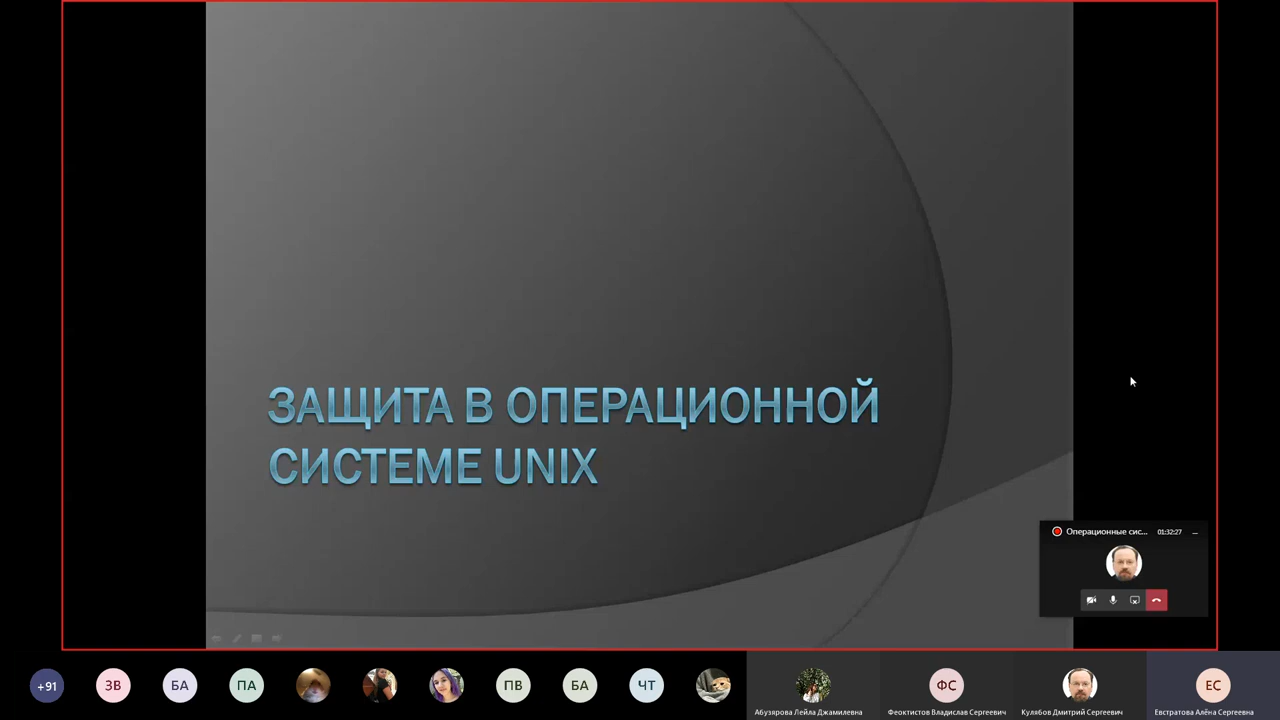 ЗАЩИТА В ОПЕРАЦИОННОЙ
СИСТЕМЕ UNIX
Операционные сис...
01:32:27
+91
ЗВ
БА
ПА
ПВ
БА
ЧТ
ФС
ЕС
Абузярова Лейла Джамилевна
Феоктистов Владислав Сергеевич
Кулябов Дмитрий Сергеевич
Евстратова Алёна Сергеевна